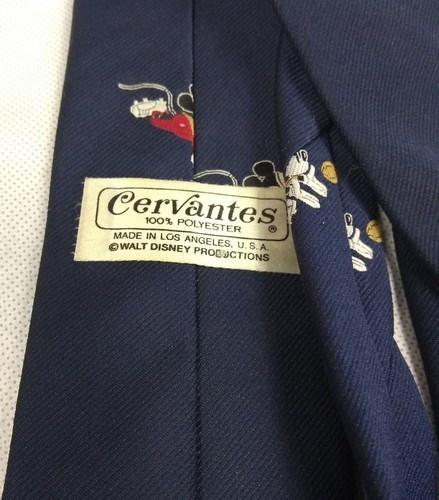 Cervantes
100% POLYESTER ®
MADE IN LOS ANGELES, U.S.A.
©WALT DISNEY PRODUCTIONS